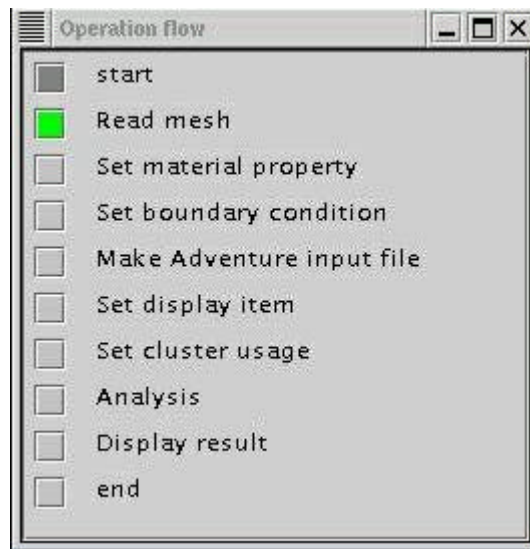 Operation flow
start
Read mesh
Set material property
Set boundary condition
Make Adventure input file
Set display item
Set cluster usage
Analysis
Display result
end